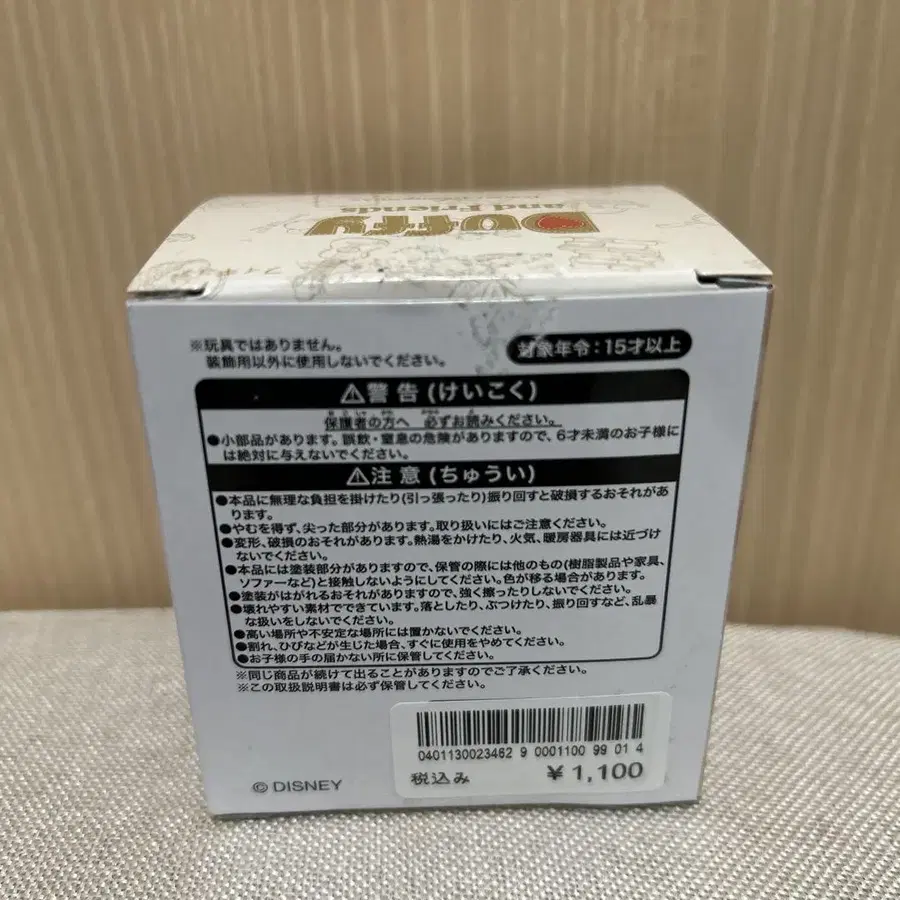 Duffy
and Friends
フィギュ
※玩具ではありません。
装飾用以外に使用しないでください。
対象年令：15才以上
⚠警告(けいこく)
保護者の方へ 必ずお読みください。
●小部品があります。誤飲・窒息の危険がありますので、6才未満のお子様に
は絶対に与えないでください。
⚠注意(ちゅうい)
●本品に無理な負担を掛けたり(引っ張ったり)振り回すと破損するおそれがあ
ります。
●やむを得ず、尖った部分があります。取り扱いにはご注意ください。
●変形、破損のおそれがあります。熱湯をかけたり、火気、暖房器具には近づけ
ないでください。
●本品には塗装部分がありますので、保管の際には他のもの(樹脂製品や家具、
ソファーなど)と接触しないようにしてください。色が移る場合があります。
●塗装がはがれるおそれがありますので、強く擦ったりしないでください。
●壊れやすい素材でできています。落としたり、ぶつけたり、振り回すなど、乱暴
な扱いをしないでください。
●高い場所や不安定な場所には置かないでください。
●割れ、ひびなどが生じた場合、すぐに使用をやめてください。
●お子様の手の届かない所に保管してください。
※同じ商品が続けて出ることがありますのでご了承ください。
※この取扱説明書は必ず保管してください。
0401130023462 9 0001100 99 01 4
税込み ¥1,100
© DISNEY